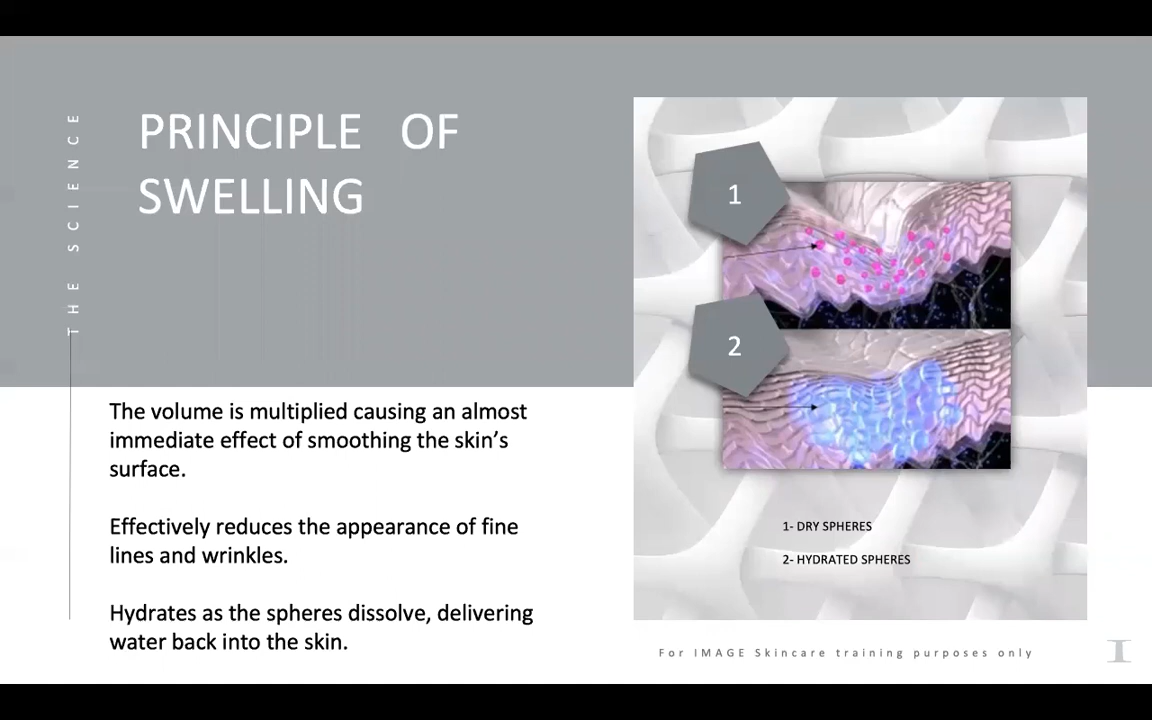 THE SCIENCE
PRINCIPLE OF
SWELLING
The volume is multiplied causing an almost
immediate effect of smoothing the skin’s
surface.
Effectively reduces the appearance of fine
lines and wrinkles.
Hydrates as the spheres dissolve, delivering
water back into the skin.
1
2
1- DRY SPHERES
2- HYDRATED SPHERES
For IMAGE Skincare training purposes only
I